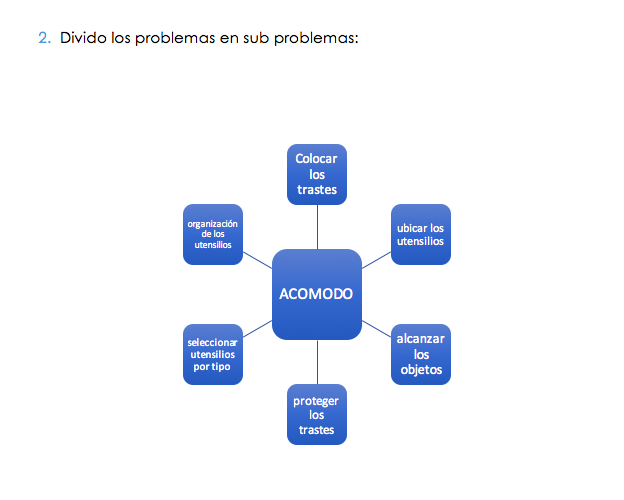 2. Divido los problemas en sub problemas:
Colocar
los
trastes
organización
de los
utensilios
ubicar los
utensilios
ACOMODO
seleccionar
utensilios
por tipo
alcanzar
los
objetos
proteger
los
trastes